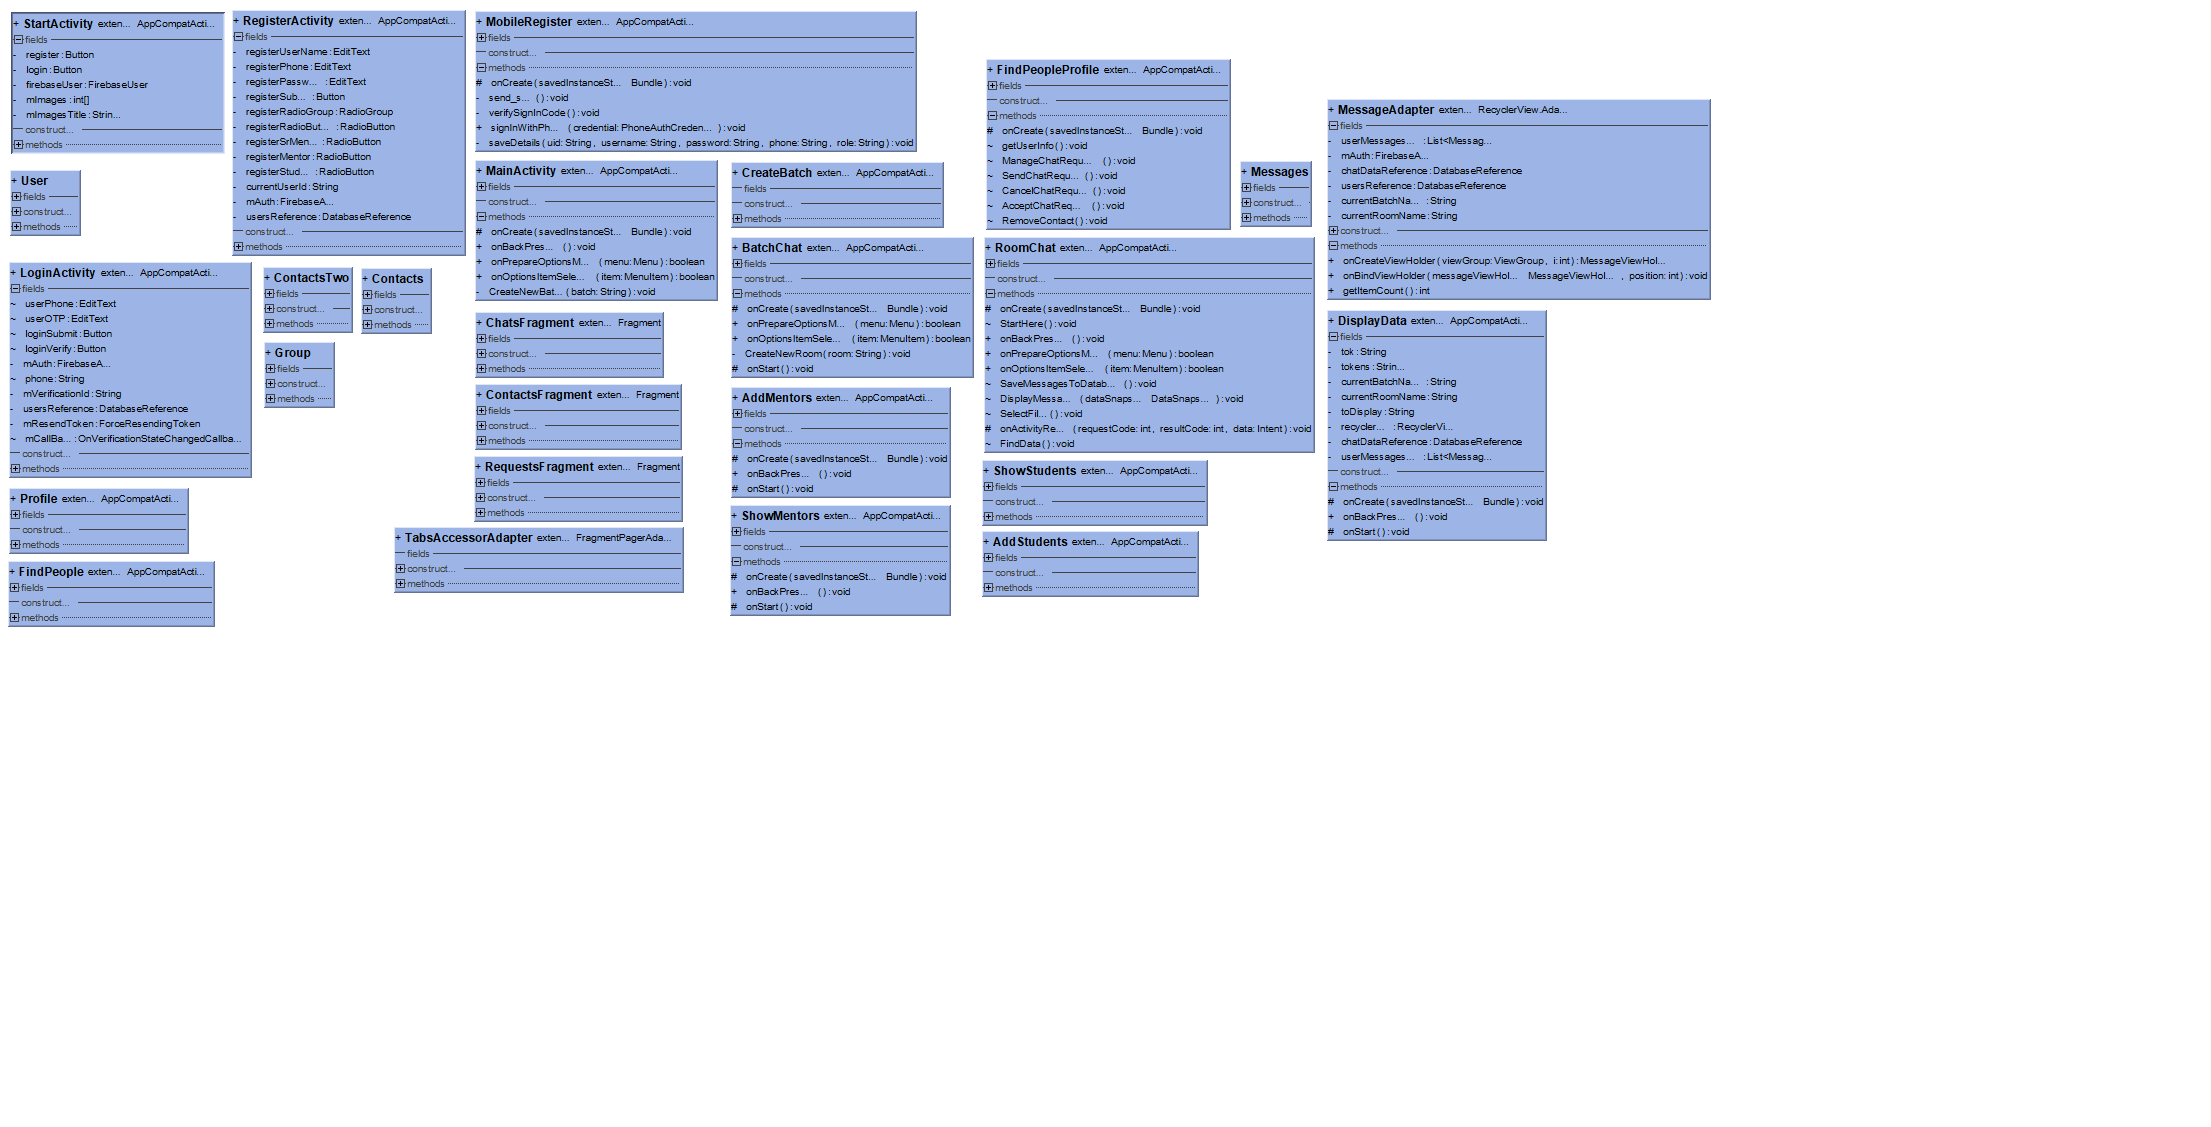 + StartActivity exten... AppCompatActi...
fields
- register : Button
- login : Button
- firebaseUser : FirebaseUser
- mImages : int[]
- mImagesTitle : Strin...
construct...
methods
+ User
fields
construct...
methods
+ RegisterActivity exten... AppCompatActi...
fields
- registerUserName : EditText
- registerPhone : EditText
- registerPassw... : EditText
- registerSub... : Button
- registerRadioGroup : RadioGroup
- registerRadioBut... : RadioButton
- registerSrMen... : RadioButton
- registerMentor : RadioButton
- registerStud... : RadioButton
- currentUserId : String
- mAuth : FirebaseA...
- usersReference : DatabaseReference
construct...
methods
+ LoginActivity exten... AppCompatActi...
fields
~ userPhone : EditText
~ userOTP : EditText
~ loginSubmit : Button
~ loginVerify : Button
- mAuth : FirebaseA...
~ phone : String
- mVerificationId : String
- usersReference : DatabaseReference
- mResendToken : ForceResendingToken
~ mCallBa... : OnVerificationStateChangedCallba...
construct...
methods
+ ContactsTwo
fields
construct...
methods
+ Contacts
fields
construct...
methods
+ Group
fields
construct...
methods
+ Profile exten... AppCompatActi...
fields
construct...
methods
+ FindPeople exten... AppCompatActi...
fields
construct...
methods
+ MobileRegister exten... AppCompatActi...
fields
construct...
methods
# onCreate ( savedInstanceSt... Bundle ) : void
- send_s... ( ) : void
- verifySignInCode ( ) : void
+ signInWithPh... ( credential: PhoneAuthCreden... ) : void
- saveDetails ( uid: String , username: String , password: String , phone: String , role: String ) : void
+ MainActivity exten... AppCompatActi...
fields
construct...
methods
# onCreate ( savedInstanceSt... Bundle ) : void
+ onBackPres... ( ) : void
+ onPrepareOptionsM... ( menu: Menu ) : boolean
+ onOptionsItemSele... ( item: MenuItem ) : boolean
- CreateNewBat... ( batch: String ) : void
+ ChatsFragment exten... Fragment
fields
construct...
methods
+ ContactsFragment exten... Fragment
fields
construct...
methods
+ RequestsFragment exten... Fragment
fields
construct...
methods
+ TabsAccessorAdapter exten... FragmentPagerAda...
fields
construct...
methods
+ CreateBatch exten... AppCompatActi...
fields
construct...
methods
+ BatchChat exten... AppCompatActi...
fields
construct...
methods
# onCreate ( savedInstanceSt... Bundle ) : void
+ onPrepareOptionsM... ( menu: Menu ) : boolean
+ onOptionsItemSele... ( item: MenuItem ) : boolean
- CreateNewRoom ( room: String ) : void
# onStart ( ) : void
+ AddMentors exten... AppCompatActi...
fields
construct...
methods
# onCreate ( savedInstanceSt... Bundle ) : void
+ onBackPres... ( ) : void
# onStart ( ) : void
+ ShowMentors exten... AppCompatActi...
fields
construct...
methods
# onCreate ( savedInstanceSt... Bundle ) : void
+ onBackPres... ( ) : void
# onStart ( ) : void
+ FindPeopleProfile exten... AppCompatActi...
fields
construct...
methods
# onCreate ( savedInstanceSt... Bundle ) : void
~ getUserInfo ( ) : void
~ ManageChatRequ... ( ) : void
~ SendChatRequ... ( ) : void
~ CancelChatRequ... ( ) : void
~ AcceptChatReq... ( ) : void
~ RemoveContact ( ) : void
+ Messages
fields
construct...
methods
+ RoomChat exten... AppCompatActi...
fields
construct...
methods
# onCreate ( savedInstanceSt... Bundle ) : void
~ StartHere ( ) : void
+ onBackPres... ( ) : void
+ onPrepareOptionsM... ( menu: Menu ) : boolean
+ onOptionsItemSele... ( item: MenuItem ) : boolean
~ SaveMessagesToDatab... ( ) : void
~ DisplayMessa... ( dataSnaps... DataSnaps... ) : void
~ SelectFil... ( ) : void
# onActivityRe... ( requestCode: int , resultCode: int , data: Intent ) : void
~ FindData ( ) : void
+ ShowStudents exten... AppCompatActi...
fields
construct...
methods
+ AddStudents exten... AppCompatActi...
fields
construct...
methods
+ MessageAdapter exten... RecyclerView.Ada...
fields
- userMessages... : List<Messag...
- mAuth : FirebaseA...
- chatDataReference : DatabaseReference
- usersReference : DatabaseReference
- currentBatchNa... : String
- currentRoomName : String
construct...
methods
+ onCreateViewHolder ( viewGroup: ViewGroup , i: int ) : MessageViewHol...
+ onBindViewHolder ( messageViewHol... MessageViewHol... , position: int ) : void
+ getItemCount ( ) : int
+ DisplayData exten... AppCompatActi...
fields
- tok : String
- tokens : Strin...
- currentBatchNa... : String
- currentRoomName : String
- toDisplay : String
- recycler... : RecyclerVi...
- chatDataReference : DatabaseReference
- userMessages... : List<Messag...
construct...
methods
# onCreate ( savedInstanceSt... Bundle ) : void
+ onBackPres... ( ) : void
# onStart ( ) : void